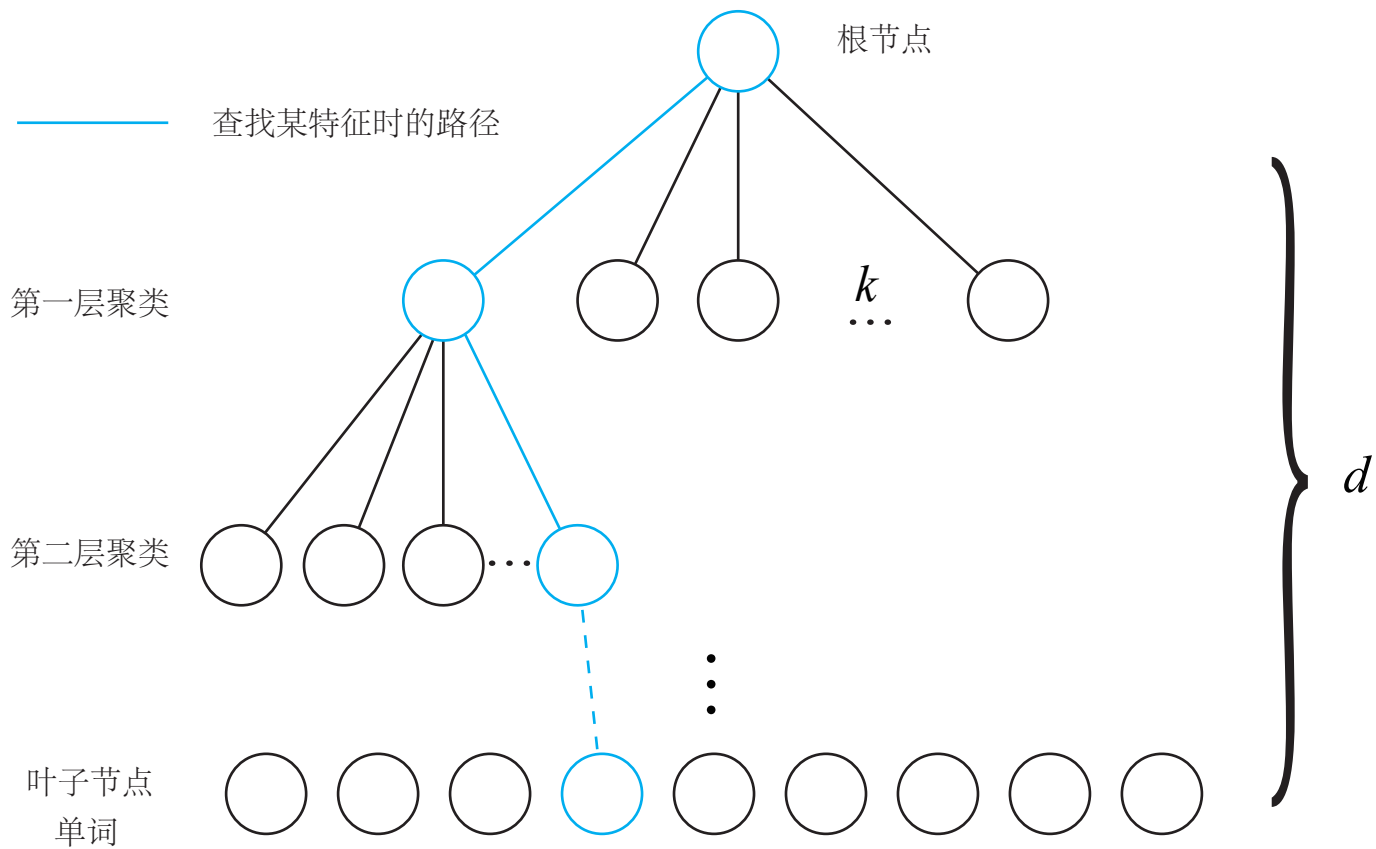 根节点
查找某特征时的路径
第一层聚类
k
...
d
第二层聚类
...
叶子节点
单词